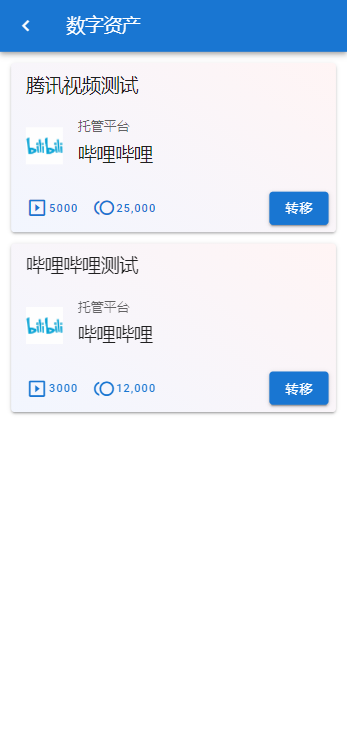 数字资产
腾讯视频测试
托管平台
bilibili
哔哩哔哩
5000 25,000 转移
哔哩哔哩测试
托管平台
bilibili
哔哩哔哩
3000 12,000 转移